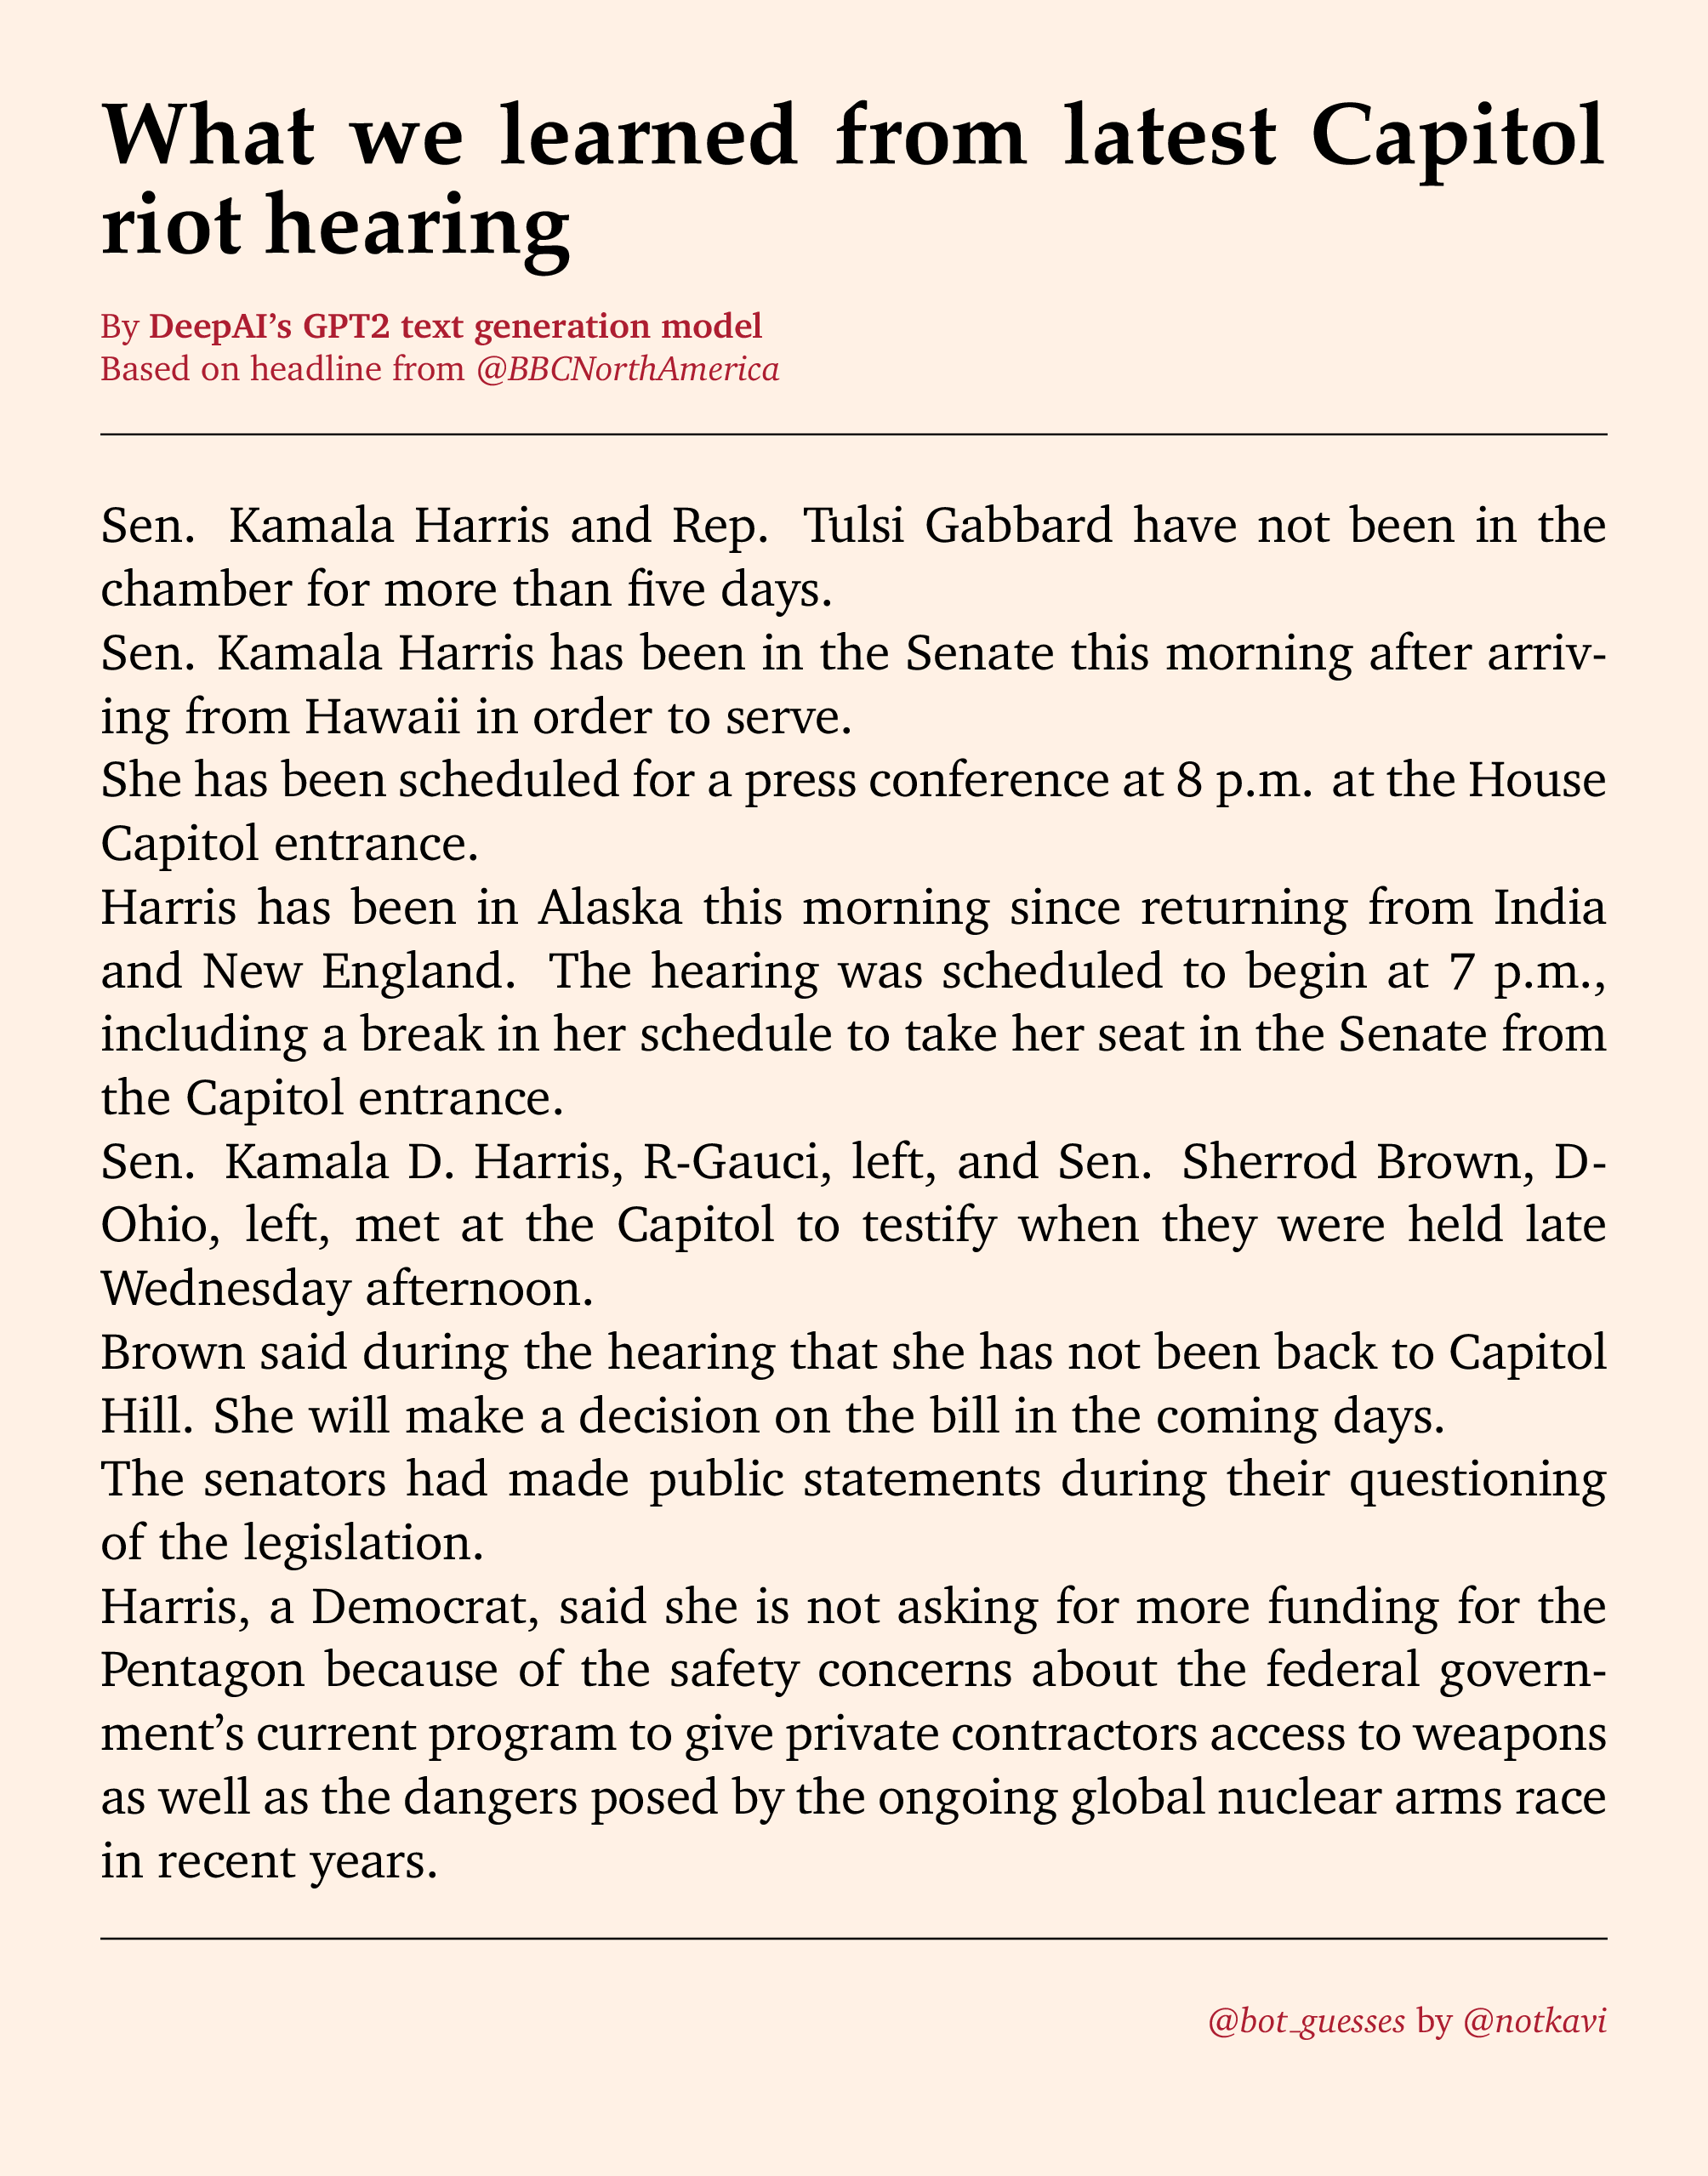 What we learned from latest Capitol
riot hearing
By DeepAI’s GPT2 text generation model
Based on headline from @BBCNorthAmerica
Sen. Kamala Harris and Rep. Tulsi Gabbard have not been in the
chamber for more than five days.
Sen. Kamala Harris has been in the Senate this morning after arriv-
ing from Hawaii in order to serve.
She has been scheduled for a press conference at 8 p.m. at the House
Capitol entrance.
Harris has been in Alaska this morning since returning from India
and New England. The hearing was scheduled to begin at 7 p.m.,
including a break in her schedule to take her seat in the Senate from
the Capitol entrance.
Sen. Kamala D. Harris, R-Gauci, left, and Sen. Sherrod Brown, D-
Ohio, left, met at the Capitol to testify when they were held late
Wednesday afternoon.
Brown said during the hearing that she has not been back to Capitol
Hill. She will make a decision on the bill in the coming days.
The senators had made public statements during their questioning
of the legislation.
Harris, a Democrat, said she is not asking for more funding for the
Pentagon because of the safety concerns about the federal govern-
ment’s current program to give private contractors access to weapons
as well as the dangers posed by the ongoing global nuclear arms race
in recent years.
@bot_guesses by @notkavi